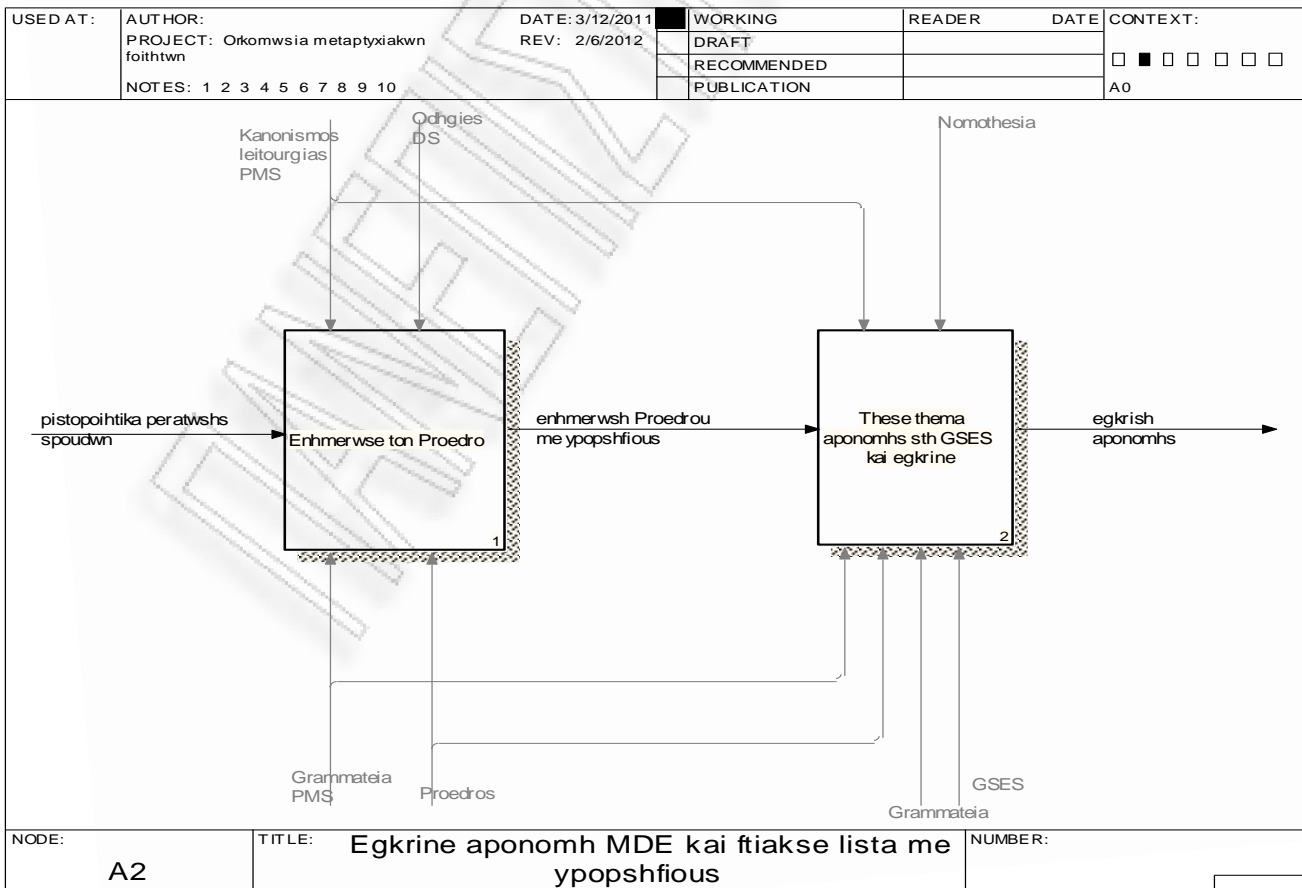 USED AT:
AUTHOR:
DATE: 3/12/2011
WORKING
READER
DATE
CONTEXT:
PROJECT: Orkomwsia metaptyxiakwn
REV: 2/6/2012
DRAFT
foithtwn
RECOMMENDED
NOTES: 1 2 3 4 5 6 7 8 9 10
PUBLICATION
A0
Kanonismos
leitourgias
PMS
Odhgies
DS
Nomothesia
pistopoihtika peratwshs
spoudwn
Enhmerwse ton Proedro
1
enhmerwsh Proedrou
me ypopshfious
These thema
aponomhs sth GSES
kai egkrine
2
egkrish
aponomhs
Grammateia
PMS
Proedros
GSES
Grammateia
NODE:
A2
TITLE:
Egkrine aponomh MDE kai ftiakse lista me
ypopshfious
NUMBER: